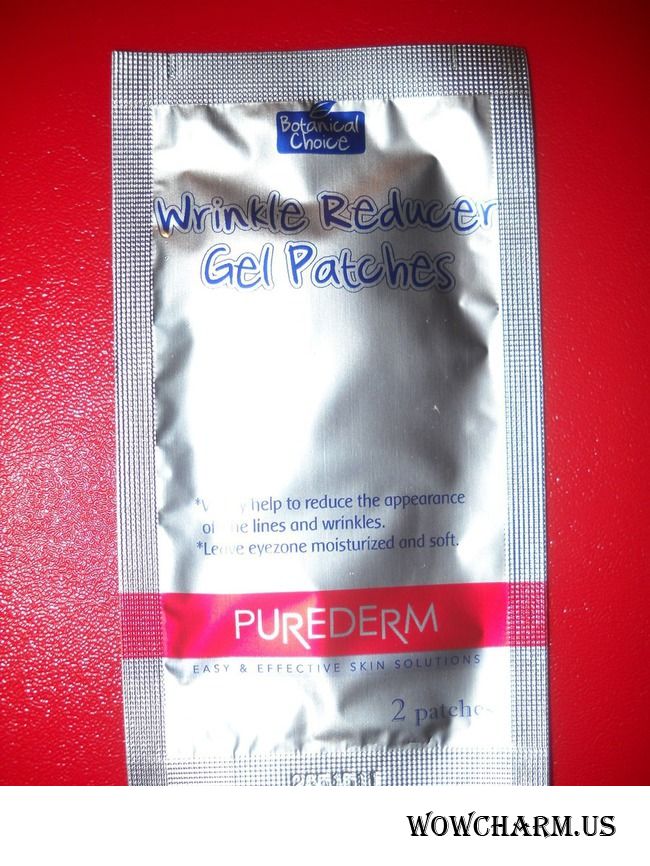 Botanical
Choice
Wrinkle Reducer
Gel Patches
help to reduce the appearance
lines and wrinkles.
*Leave eyezone moisturized and soft.
PUREDERM
EASY & EFFECTIVE SKIN SOLUTIONS
2 patches
WOWCHARM.US